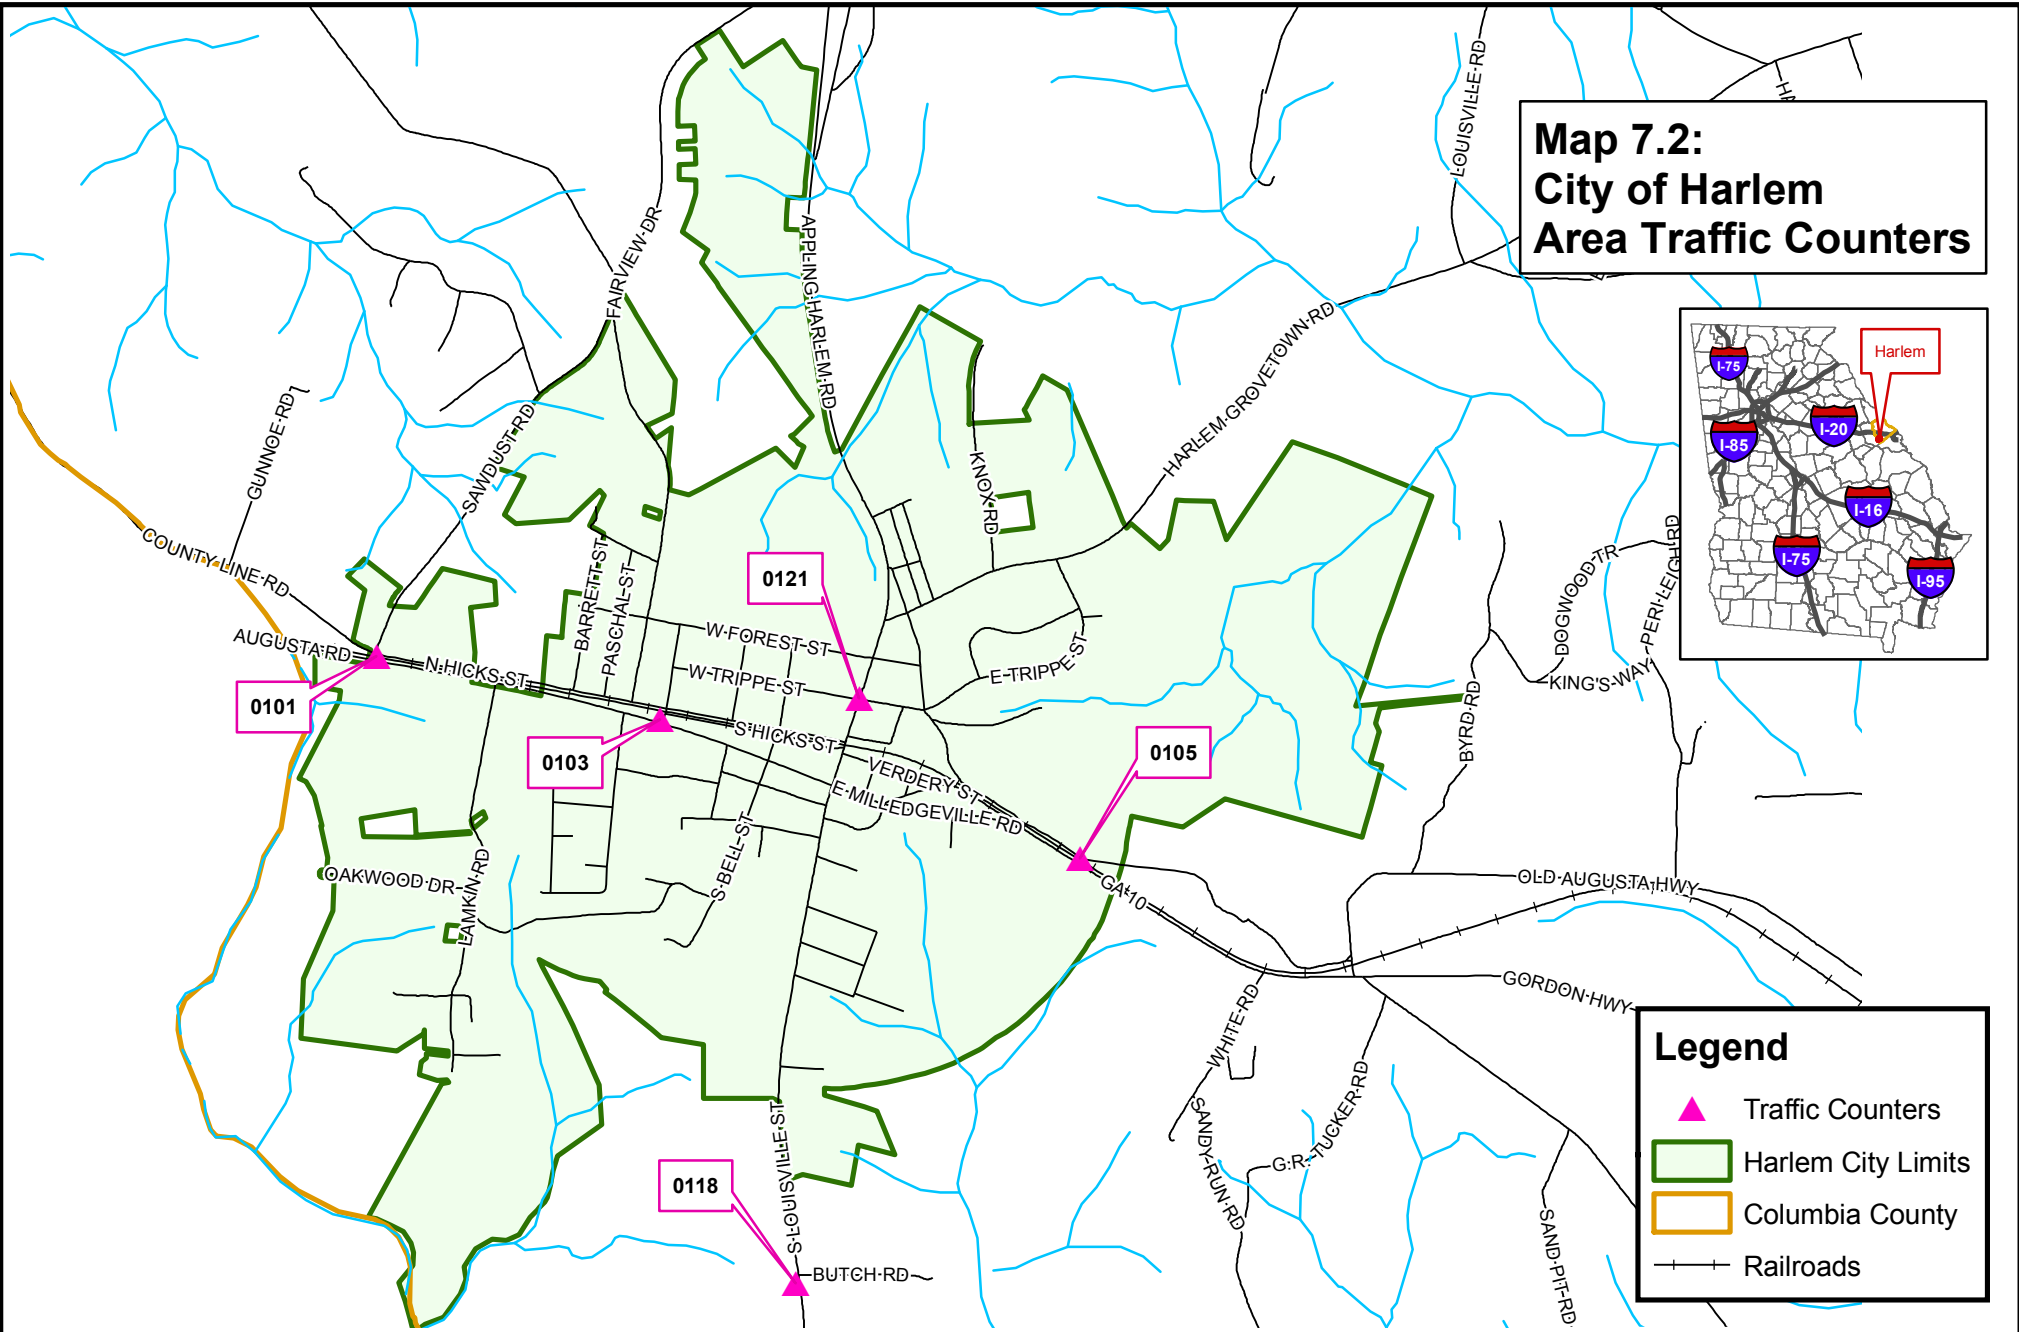 Map 7.2:
City of Harlem
Area Traffic Counters
Harlem
I-75
I-20
I-85
I-16
I-75
I-95
LOUISVILLE RD
HA
FAIRVIEW DR
APPLING HARLEM RD
HARLEM GROVETOWN RD
GUNNOE RD
SAWDUST RD
KNOX RD
COUNTY LINE RD
BARRETT ST
PASCHAL ST
0121
DOGWOOD TR
PERI LEIGH RD
AUGUSTA RD
W FOREST ST
N HICKS ST
W TRIPPE ST
E TRIPPE ST
KING'S WAY
0101
0103
S HICKS ST
0105
BYRD RD
VERDERY ST
E MILLEDGEVILLE RD
S BELL ST
OAKWOOD DR
LAMKIN RD
GA 10
OLD AUGUSTA HWY
GORDON HWY
WHITE RD
SANDY RUN RD
G.R. TUCKER RD
S LOUISVILLE ST
0118
BUTCH RD
SAND PIT RD
Legend
Traffic Counters
Harlem City Limits
Columbia County
Railroads